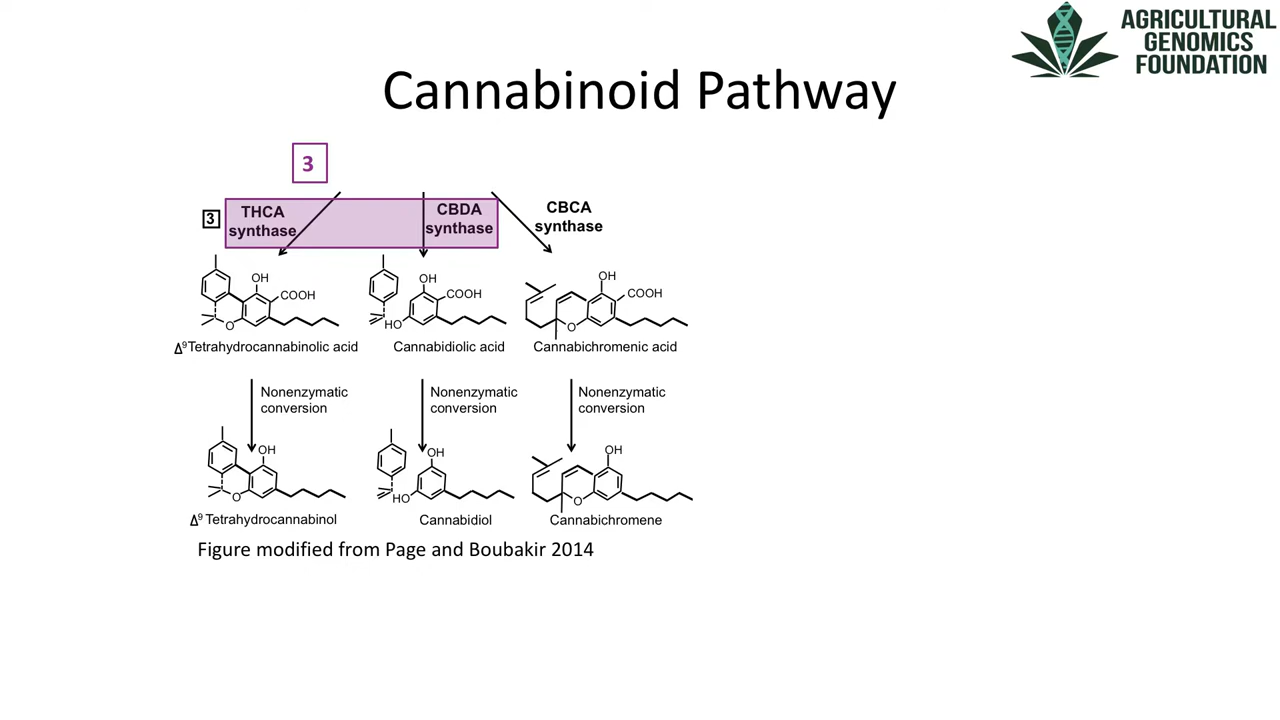 AGRICULTURAL
GENOMICS
FOUNDATION
Cannabinoid Pathway
3
3
THCA
synthase
CBDA
synthase
CBCA
synthase
OH
COOH
O
OH
COOH
HO
OH
COOH
O
Δ⁹Tetrahydrocannabinolic acid
Cannabidiolic acid
Cannabichromenic acid
Nonenzymatic
conversion
Nonenzymatic
conversion
Nonenzymatic
conversion
OH
O
OH
HO
OH
O
Δ⁹ Tetrahydrocannabinol
Cannabidiol
Cannabichromene
Figure modified from Page and Boubakir 2014